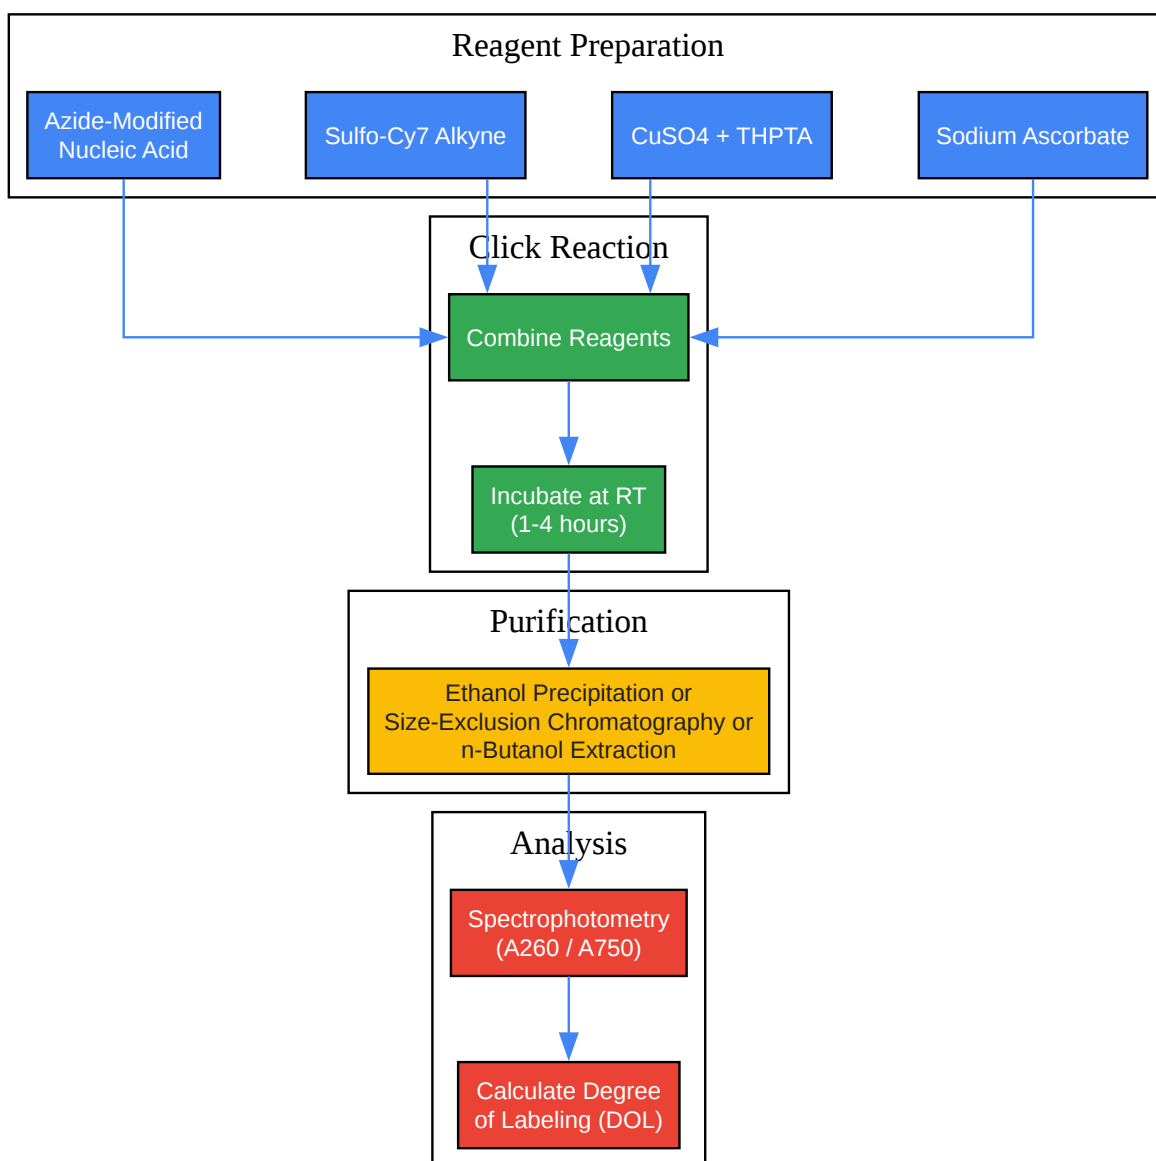 Reagent Preparation
Azide-Modified
Nucleic Acid
Sulfo-Cy7 Alkyne
CuSO4 + THPTA
Sodium Ascorbate
Click Reaction
Combine Reagents
Incubate at RT
(1-4 hours)
Purification
Ethanol Precipitation or
Size-Exclusion Chromatography or
n-Butanol Extraction
Analysis
Spectrophotometry
(A260 / A750)
Calculate Degree
of Labeling (DOL)